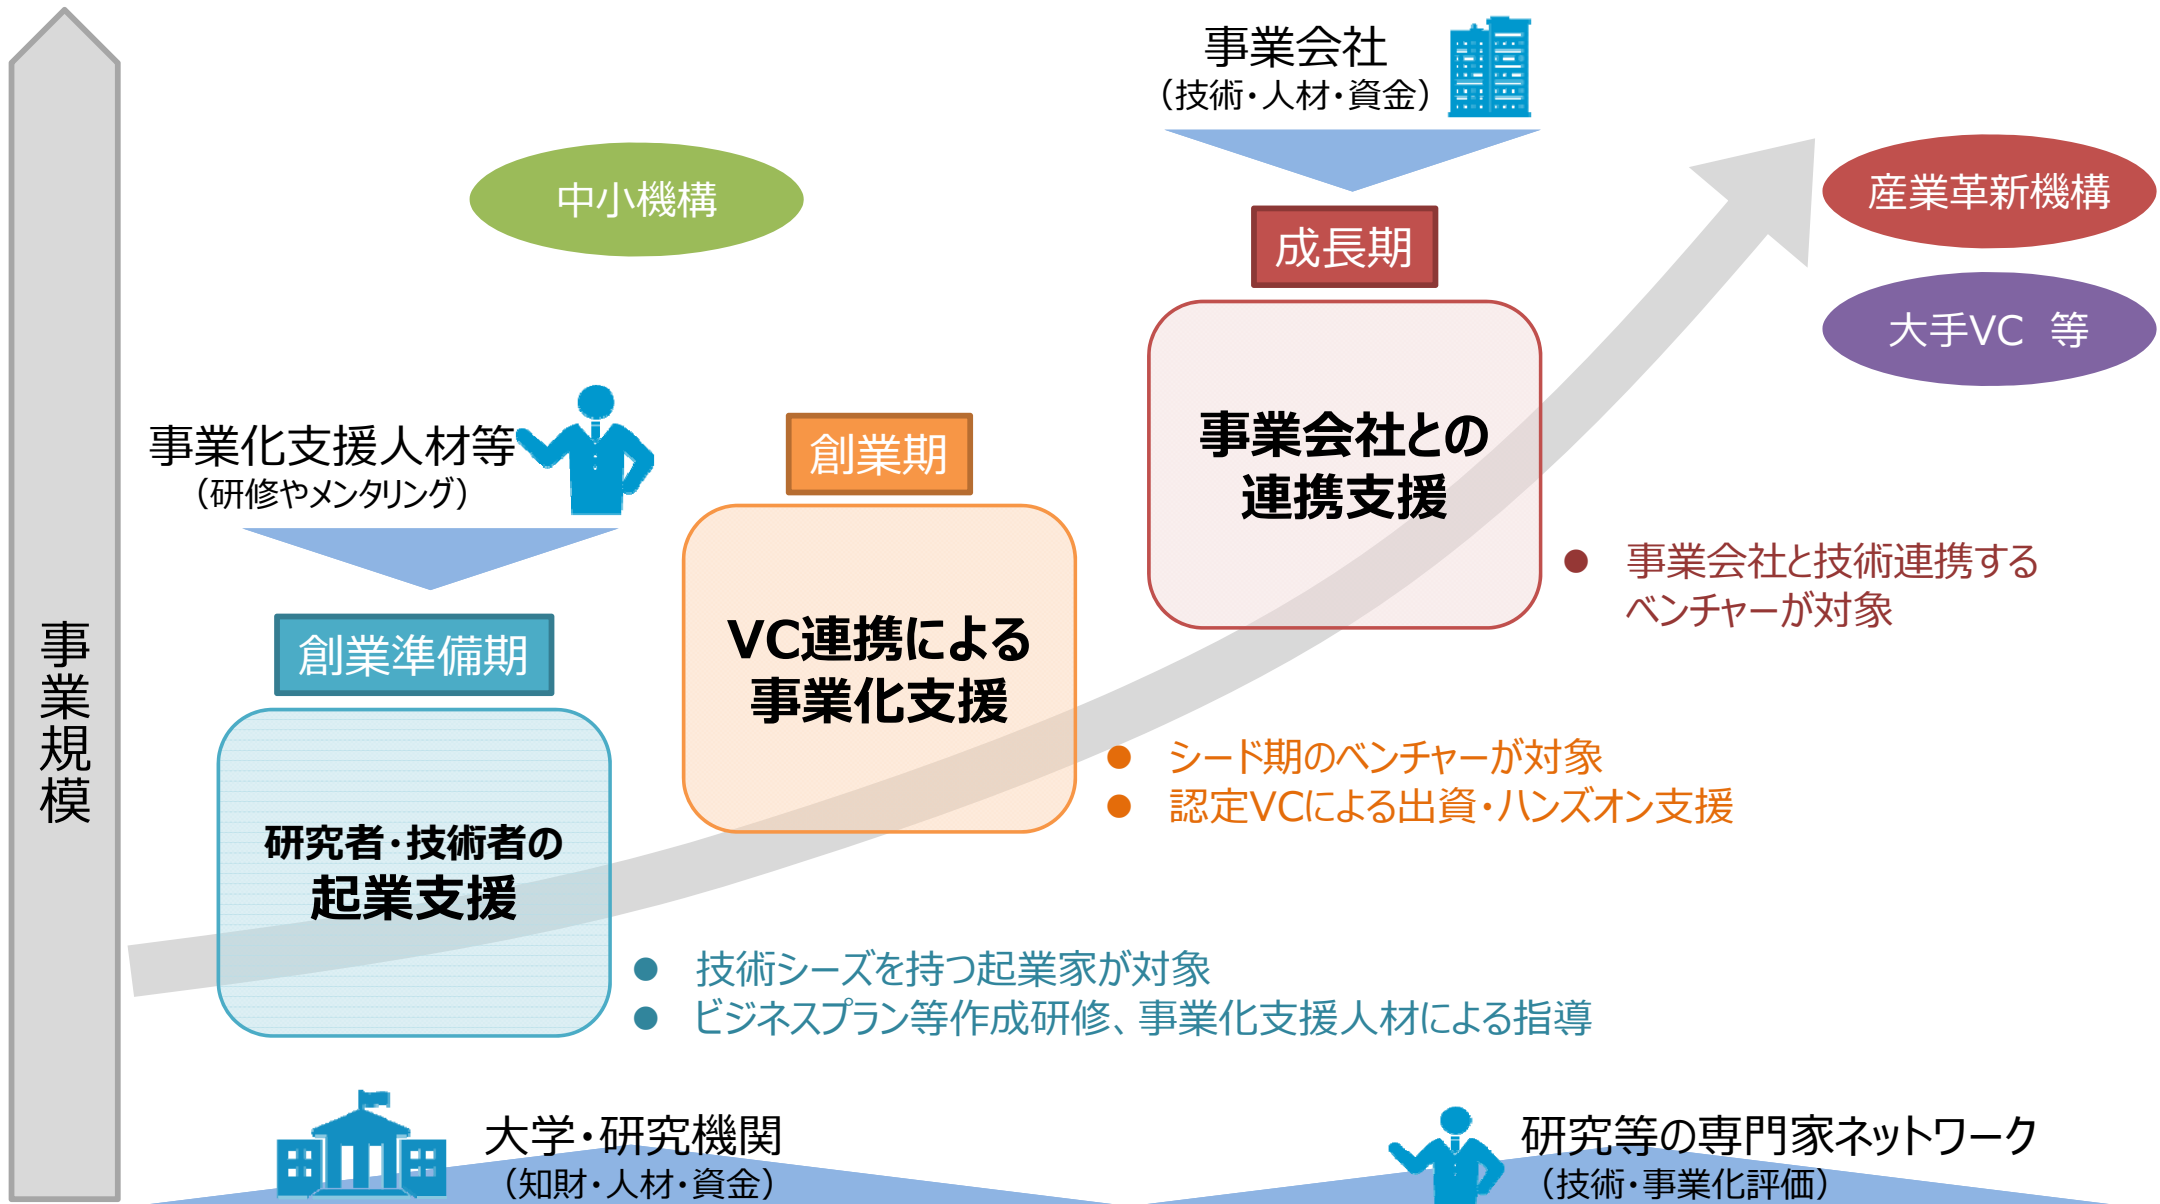 事業会社
（技術・人材・資金）
中小機構
産業革新機構
成長期
大手VC 等
事業会社との
連携支援
事業化支援人材等
（研修やメンタリング）
創業期
事業会社と技術連携する
ベンチャーが対象
VC連携による
事業化支援
創業準備期
事業規模
シード期のベンチャーが対象
認定VCによる出資・ハンズオン支援
研究者・技術者の
起業支援
技術シーズを持つ起業家が対象
ビジネスプラン等作成研修、事業化支援人材による指導
大学・研究機関
（知財・人材・資金）
研究等の専門家ネットワーク
（技術・事業化評価）